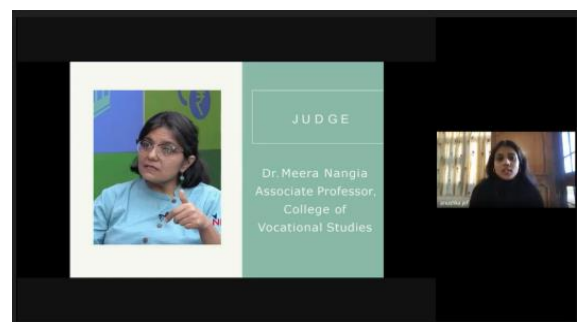 JUDGE
Dr. Meera Nangia
Associate Professor,
College of
Vocational Studies